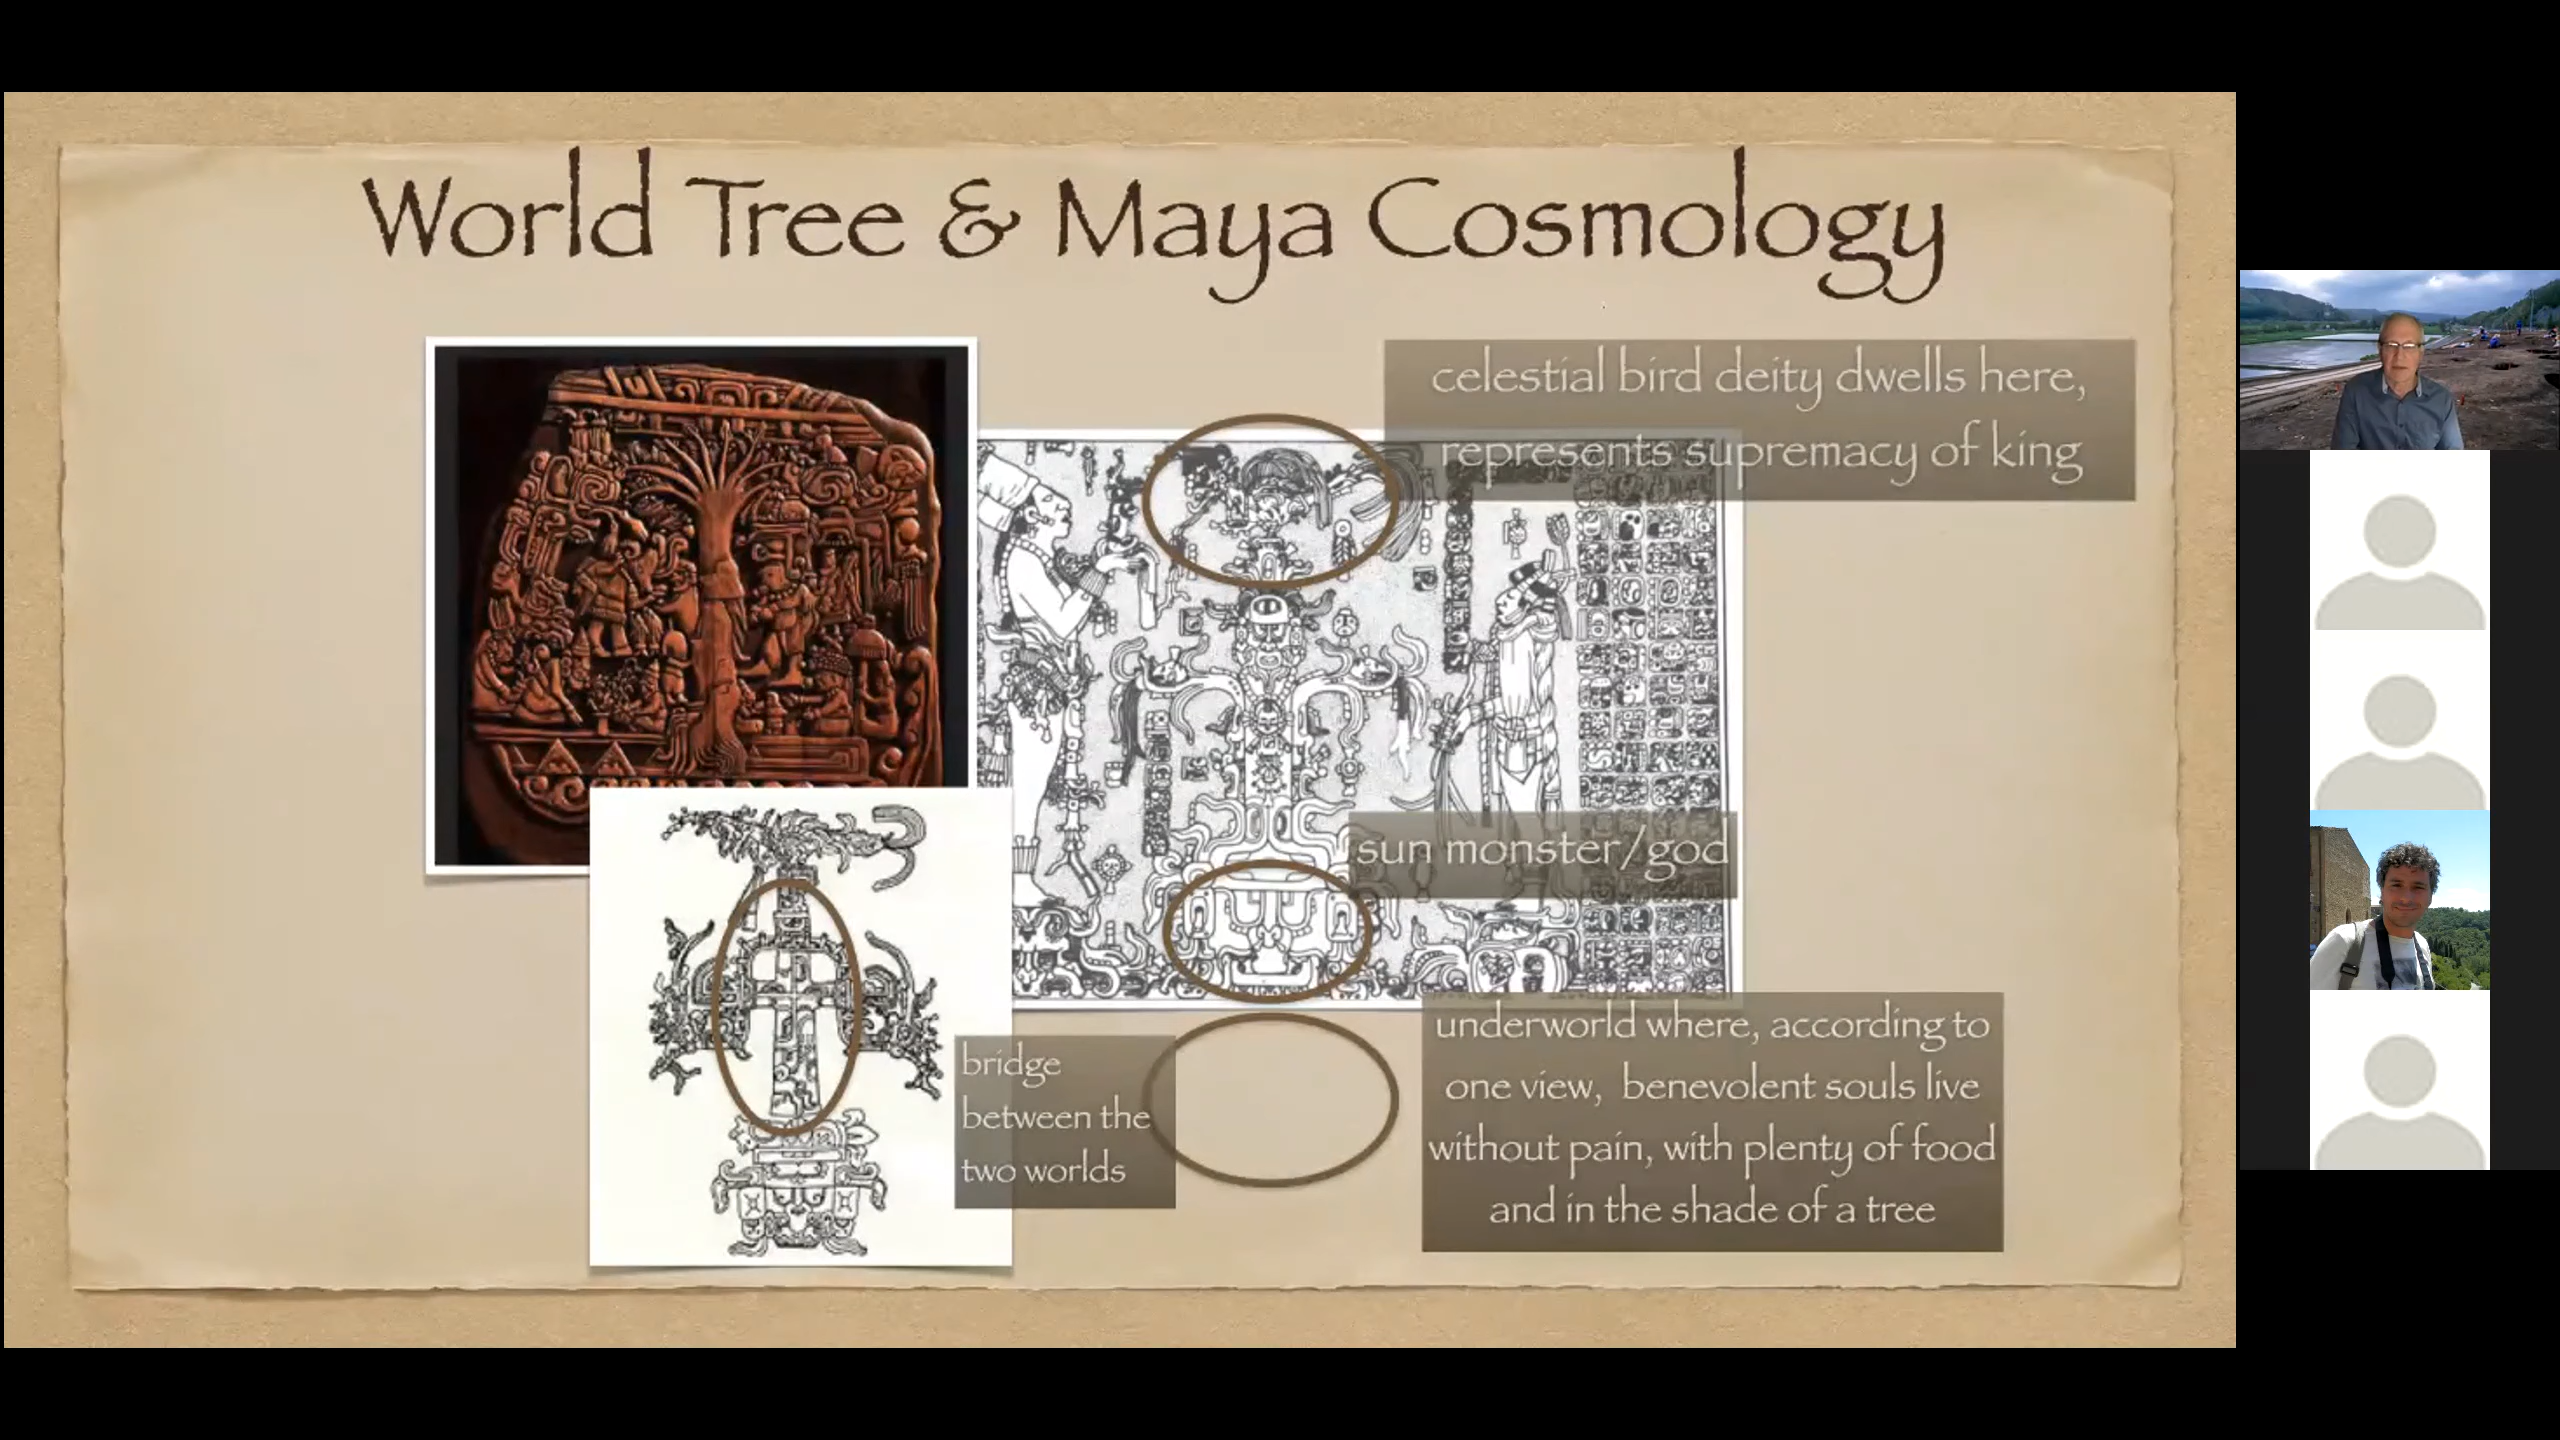 World Tree & Maya Cosmology
celestial bird deity dwells here,
represents supremacy of king
sun monster/god
bridge
between the
two worlds
underworld where, according to
one view, benevolent souls live
without pain, with plenty of food
and in the shade of a tree